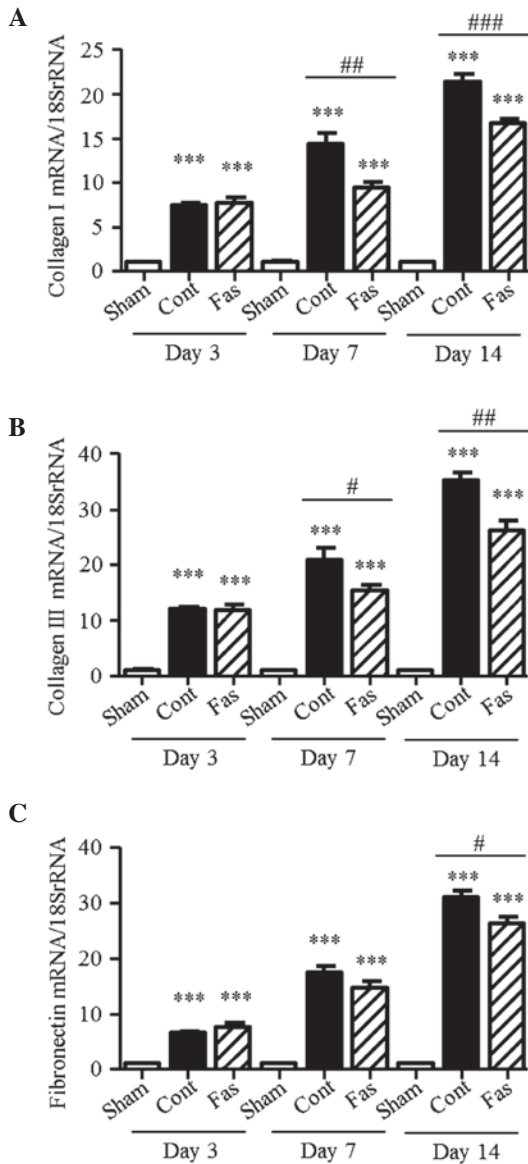 A
Collagen I mRNA/18SrRNA
25
20
15
10
5
0
###
##
*** ***
*** ***
*** ***
Sham Cont Fas Sham Cont Fas Sham Cont Fas
Day 3 Day 7 Day 14
B
Collagen III mRNA/18SrRNA
40
30
20
10
0
##
#
*** ***
*** ***
*** ***
Sham Cont Fas Sham Cont Fas Sham Cont Fas
Day 3 Day 7 Day 14
C
Fibronectin mRNA/18SrRNA
40
30
20
10
0
#
*** ***
*** ***
*** ***
Sham Cont Fas Sham Cont Fas Sham Cont Fas
Day 3 Day 7 Day 14